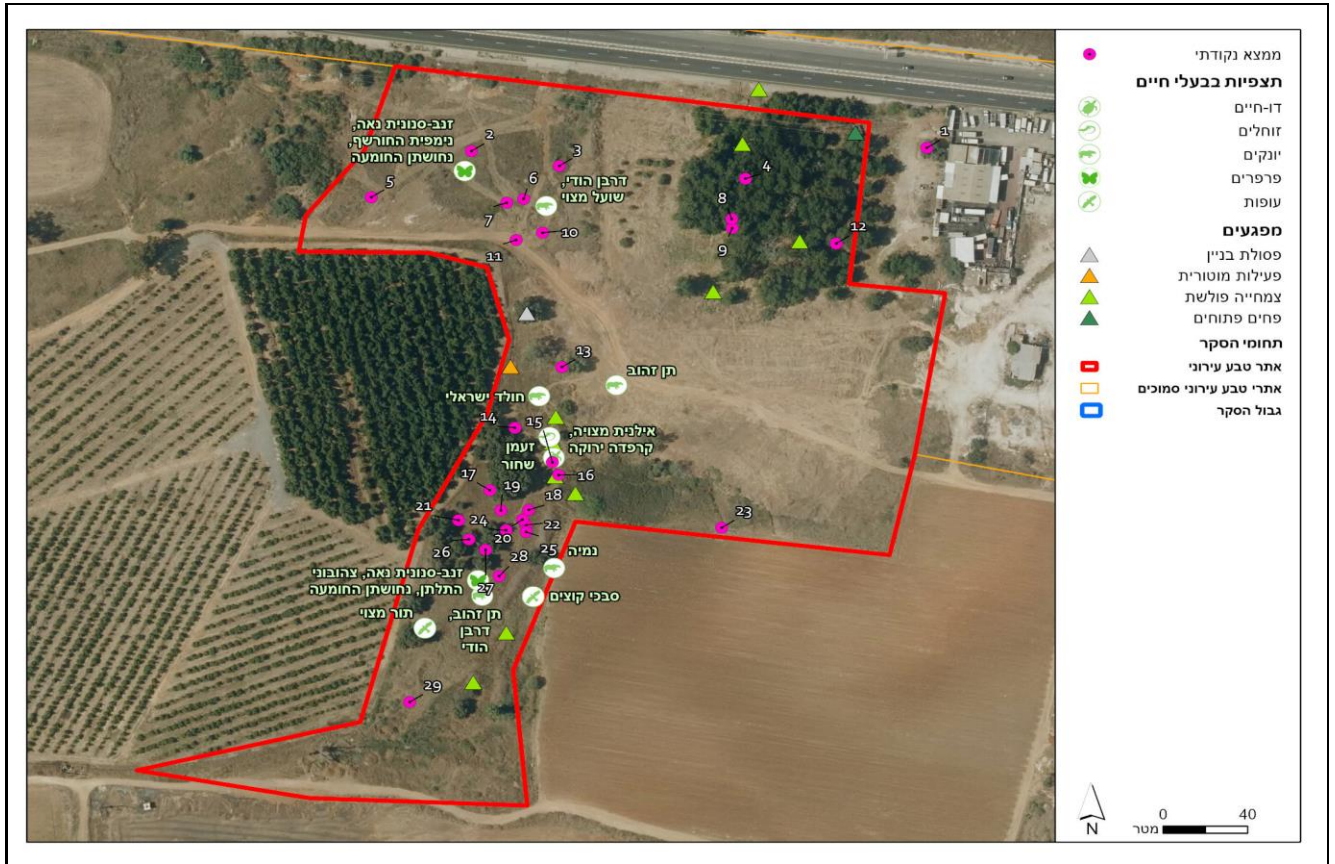 ממצא נקודתי
תצפיות בבעלי חיים
דו-חיים
זוחלים
יונקים
פרפרים
עופות
מפגעים
פסולת בניין
פעילות מוטורית
צמחייה פולשת
פחים פתוחים
תחומי הסקר
אתר טבע עירוני
אתרי טבע עירוני סמוכים
גבול הסקר
N
0 40
מטר
1
זנב-סנונית נאה,
נימפית החורשף,
נחושתן החומעה
2
3
4
5
6
דרבן הודי,
שועל מצוי
7
8
9
10
11
12
13
תן זהוב
חולד ישראלי
14
15
אילנית מצויה,
קרפדה ירוקה
זעמן
שחור
16
17
18
19
20
21
22
23
24
25
26
27
28
נמיה
זנב-סנונית נאה, צהובוני
התלתן, נחושתן החומעה
סבכי קוצים
תור מצוי
תן זהוב,
דרבן
הודי
29